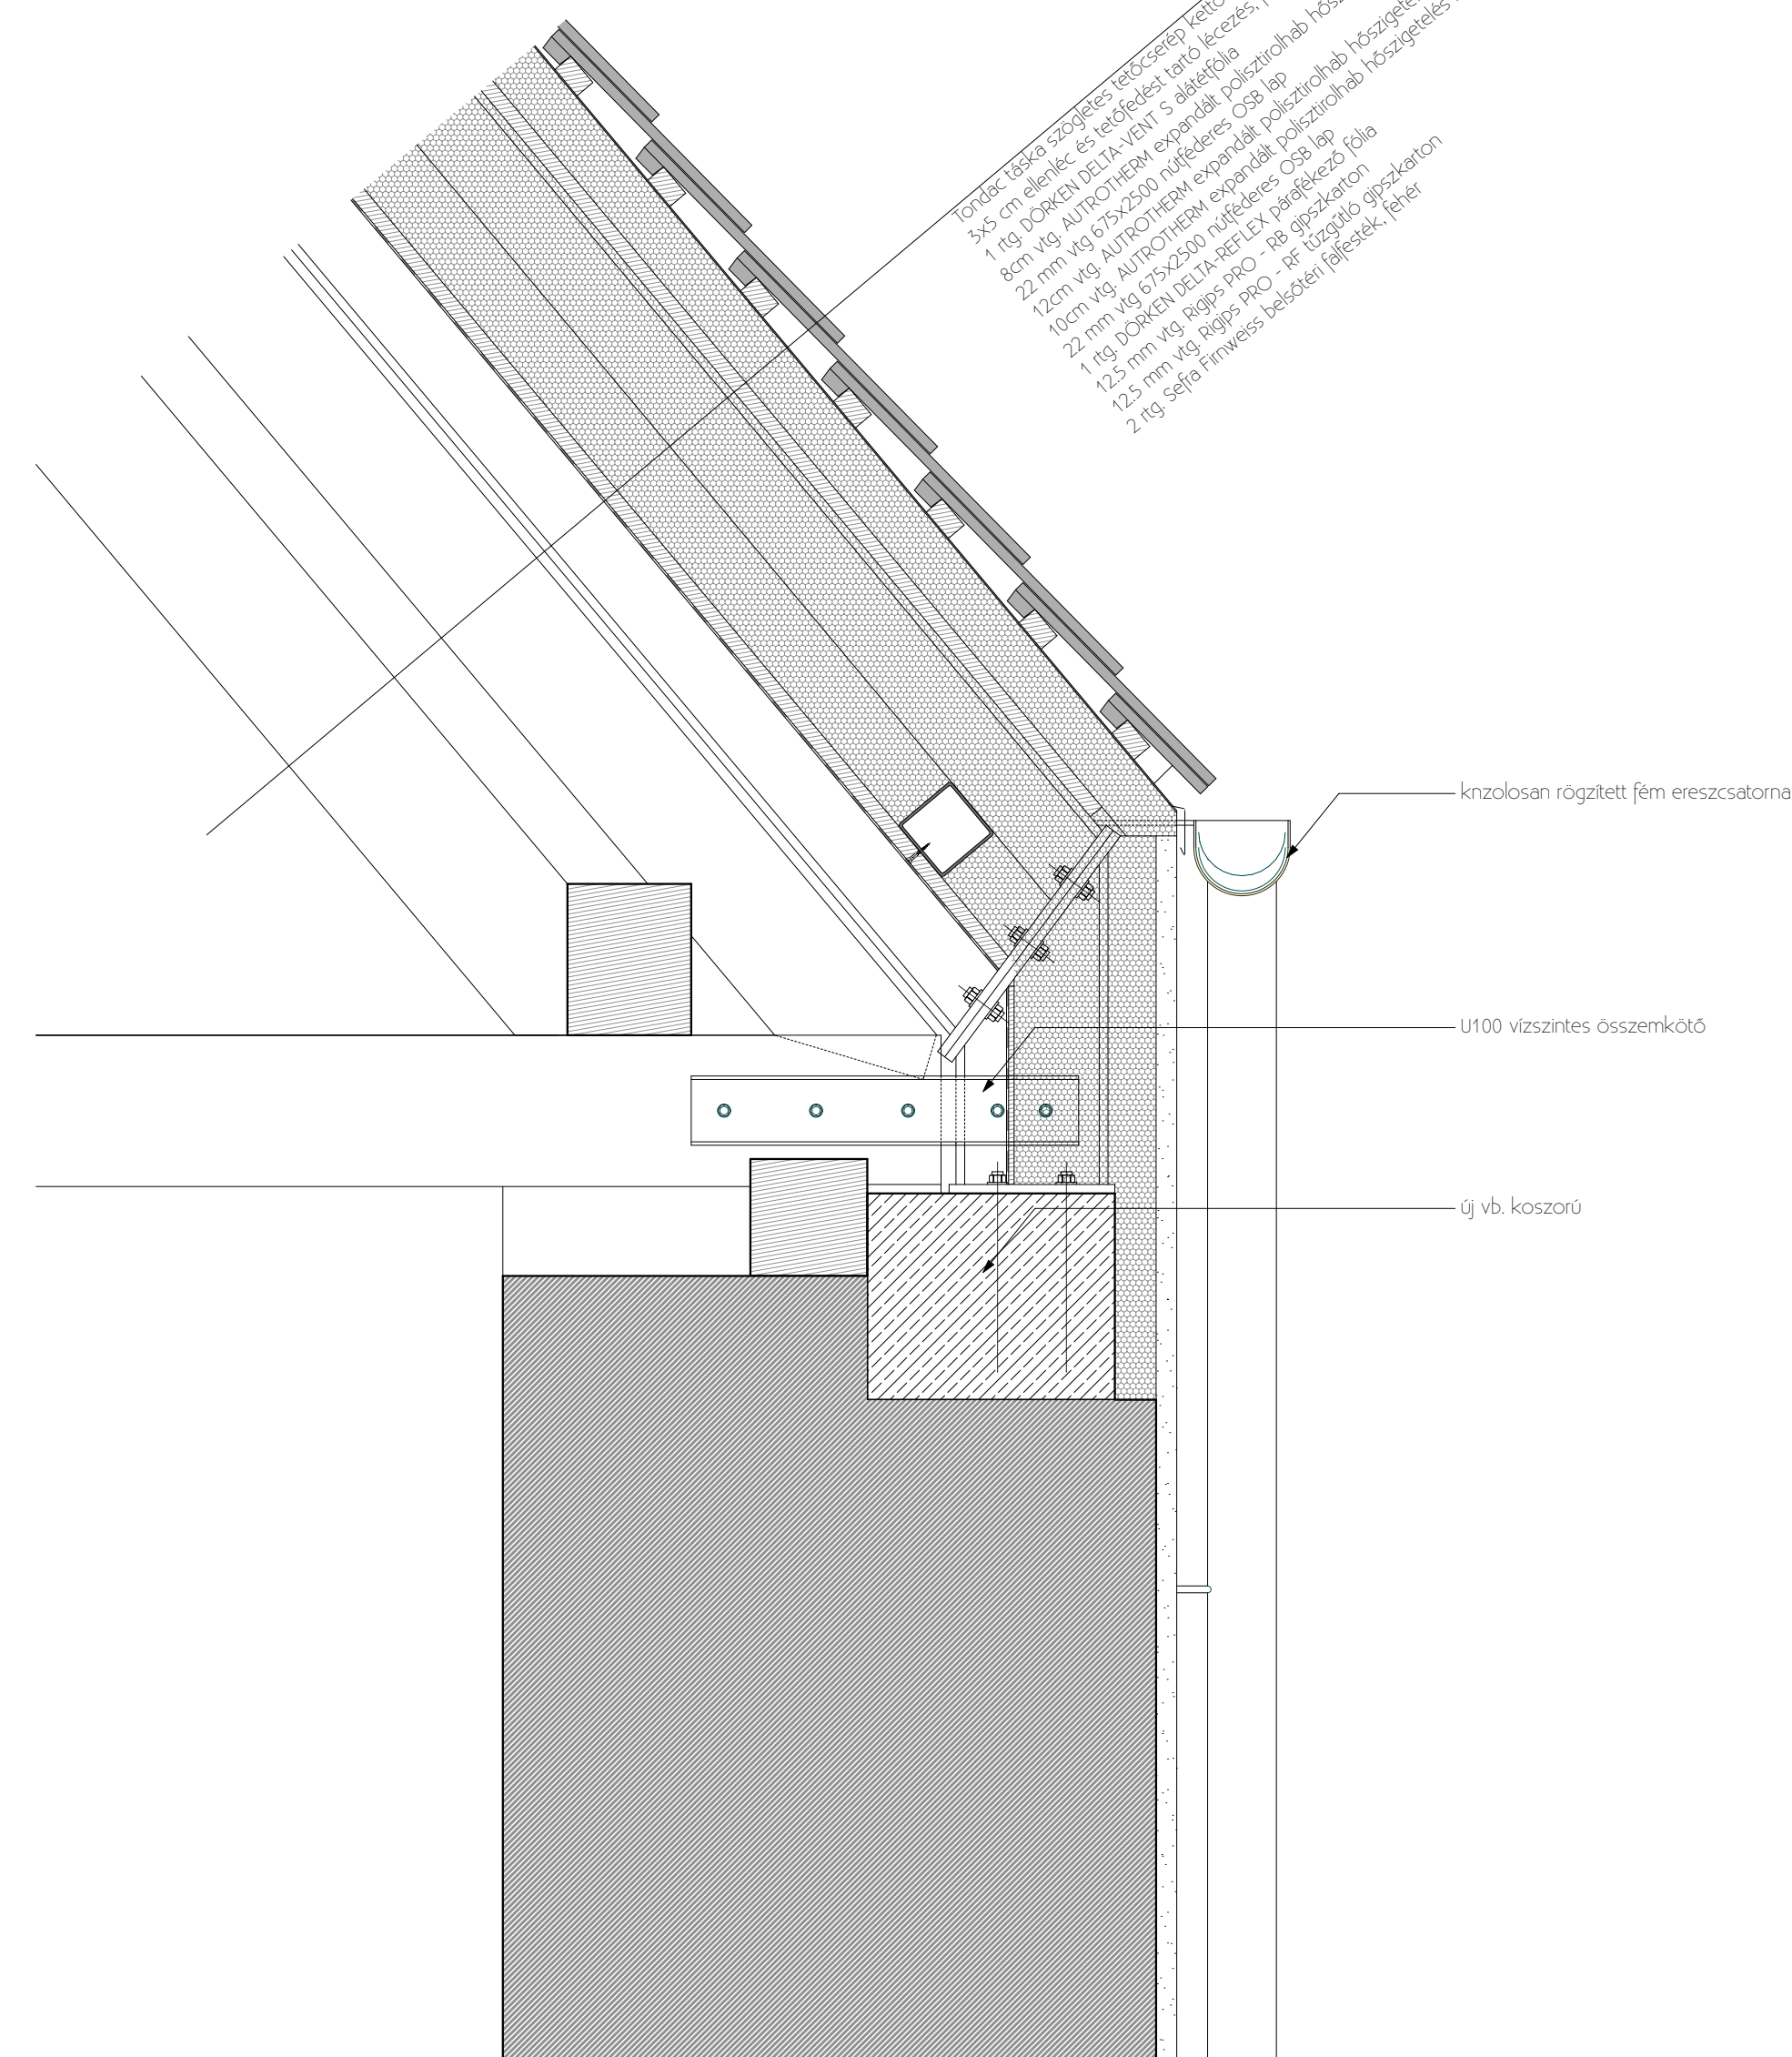 Tondac táska szögletes tetőcserép kettő
3x5 cm ellenléc és tetőfedést tartó lécezés,
1 rtg. DÖRKEN DELTA-VENT S alátétfólia
8cm vtg. AUTROTHERM expandált polisztirolhab
22 mm vtg 675x2500 nútféderes OSB lap
12cm vtg. AUTROTHERM expandált polisztirolhab
10cm vtg. AUTROTHERM expandált polisztirolhab hőszigetelés
22 mm vtg 675x2500 nútféderes OSB lap
1 rtg. DÖRKEN DELTA-REFLEX párafékező fólia
12.5 mm vtg. Rigips PRO - RB gipszkarton
12.5 mm vtg. Rigips PRO - RF tűzgűtló gipszkarton
2 rtg. Sefra Firnweiss belsőtéri falfesték, fehér
knzolosan rögzített fém ereszcsatorna
U100 vízszintes összemkötő
új vb. koszorú